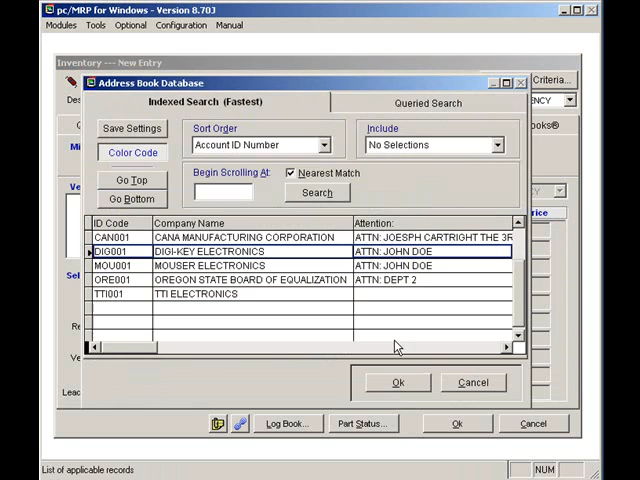 pc/MRP for Windows - Version 8.70J
Modules Tools Option Configuration Manual
Inventory --- New Entry
Criteria...
Address Book Database
Indexed Search (Fastest)
Queried Search
Save Settings
Color Code
Sort Order
Account ID Number
Include
No Selections
Begin Scrolling At:
Nearest Match
Go Top
Go Bottom
Search
ID Code Company Name Attention:
CAN001 CANA MANUFACTURING CORPORATION ATTN: JOESPH CARTRIGHT THE 3R
DIG001 DIGI-KEY ELECTRONICS ATTN: JOHN DOE
MOU001 MOUSER ELECTRONICS ATTN: JOHN DOE
ORE001 OREGON STATE BOARD OF EQUALIZATION ATTN: DEPT 2
TTI001 TTI ELECTRONICS
Ok Cancel
Log Book... Part Status... Ok Cancel
List of applicable records NUM